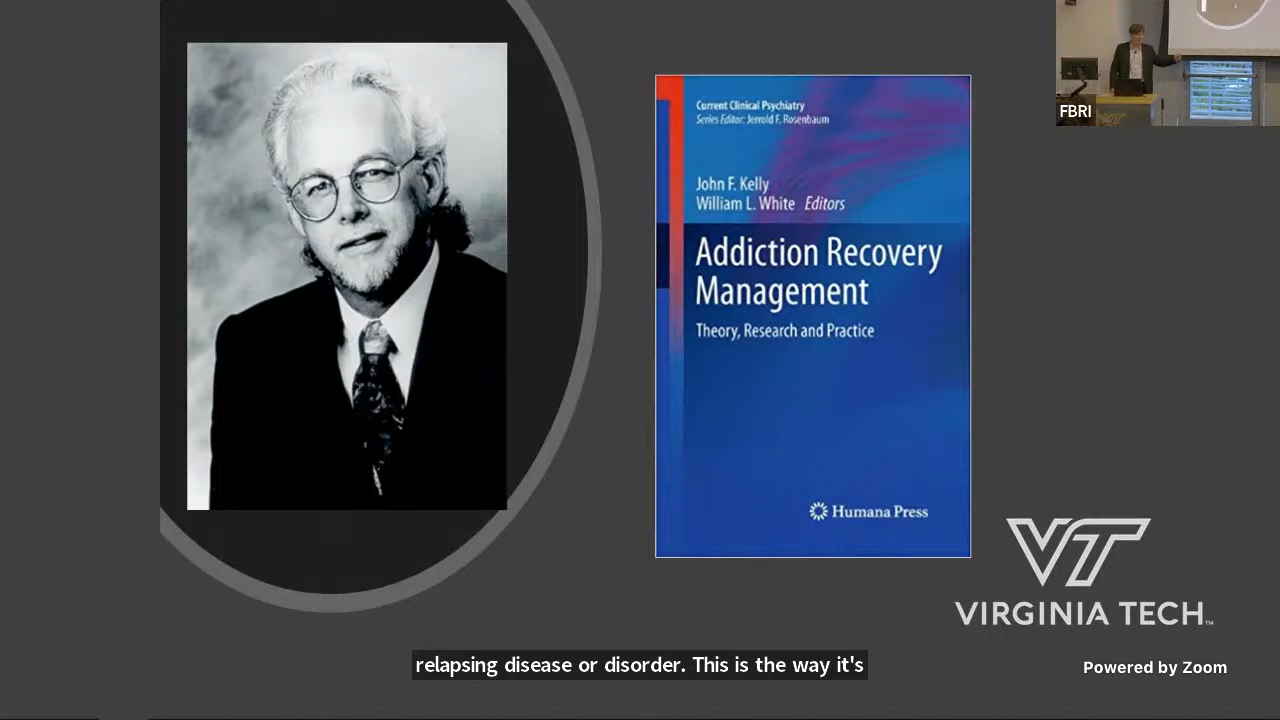 FBRI
Current Clinical Psychiatry
Series Editor: Jerrold F. Rosenbaum
John F. Kelly
William L. White Editors
Addiction Recovery
Management
Theory, Research and Practice
Humana Press
VT
VIRGINIA TECH™
relapsing disease or disorder. This is the way it's
Powered by Zoom